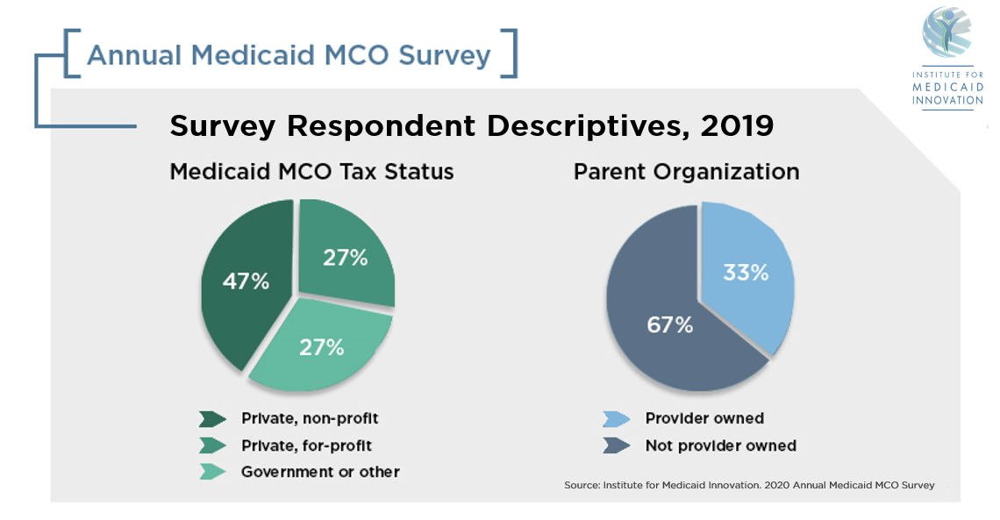 Annual Medicaid MCO Survey
INSTITUTE FOR
MEDICAID
INNOVATION
Survey Respondent Descriptives, 2019
Medicaid MCO Tax Status
47%
27%
27%
Private, non-profit
Private, for-profit
Government or other
Parent Organization
33%
67%
Provider owned
Not provider owned
Source: Institute for Medicaid Innovation. 2020 Annual Medicaid MCO Survey